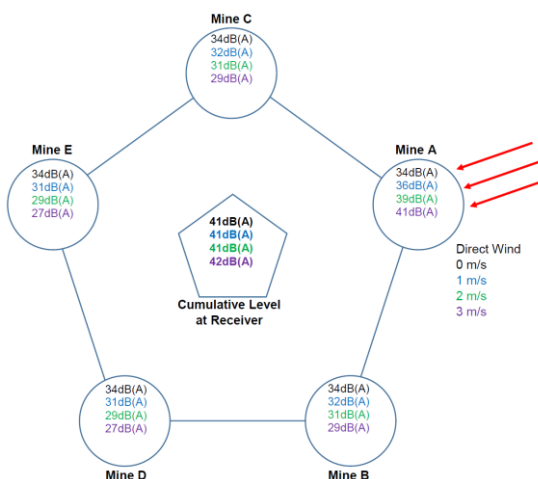 Mine C
34dB(A)
32dB(A)
31dB(A)
29dB(A)
Mine E
34dB(A)
31dB(A)
29dB(A)
27dB(A)
Mine A
34dB(A)
36dB(A)
39dB(A)
41dB(A)
41dB(A)
41dB(A)
41dB(A)
42dB(A)
Cumulative Level
at Receiver
Direct Wind
0 m/s
1 m/s
2 m/s
3 m/s
34dB(A)
31dB(A)
29dB(A)
27dB(A)
Mine D
34dB(A)
32dB(A)
31dB(A)
29dB(A)
Mine B